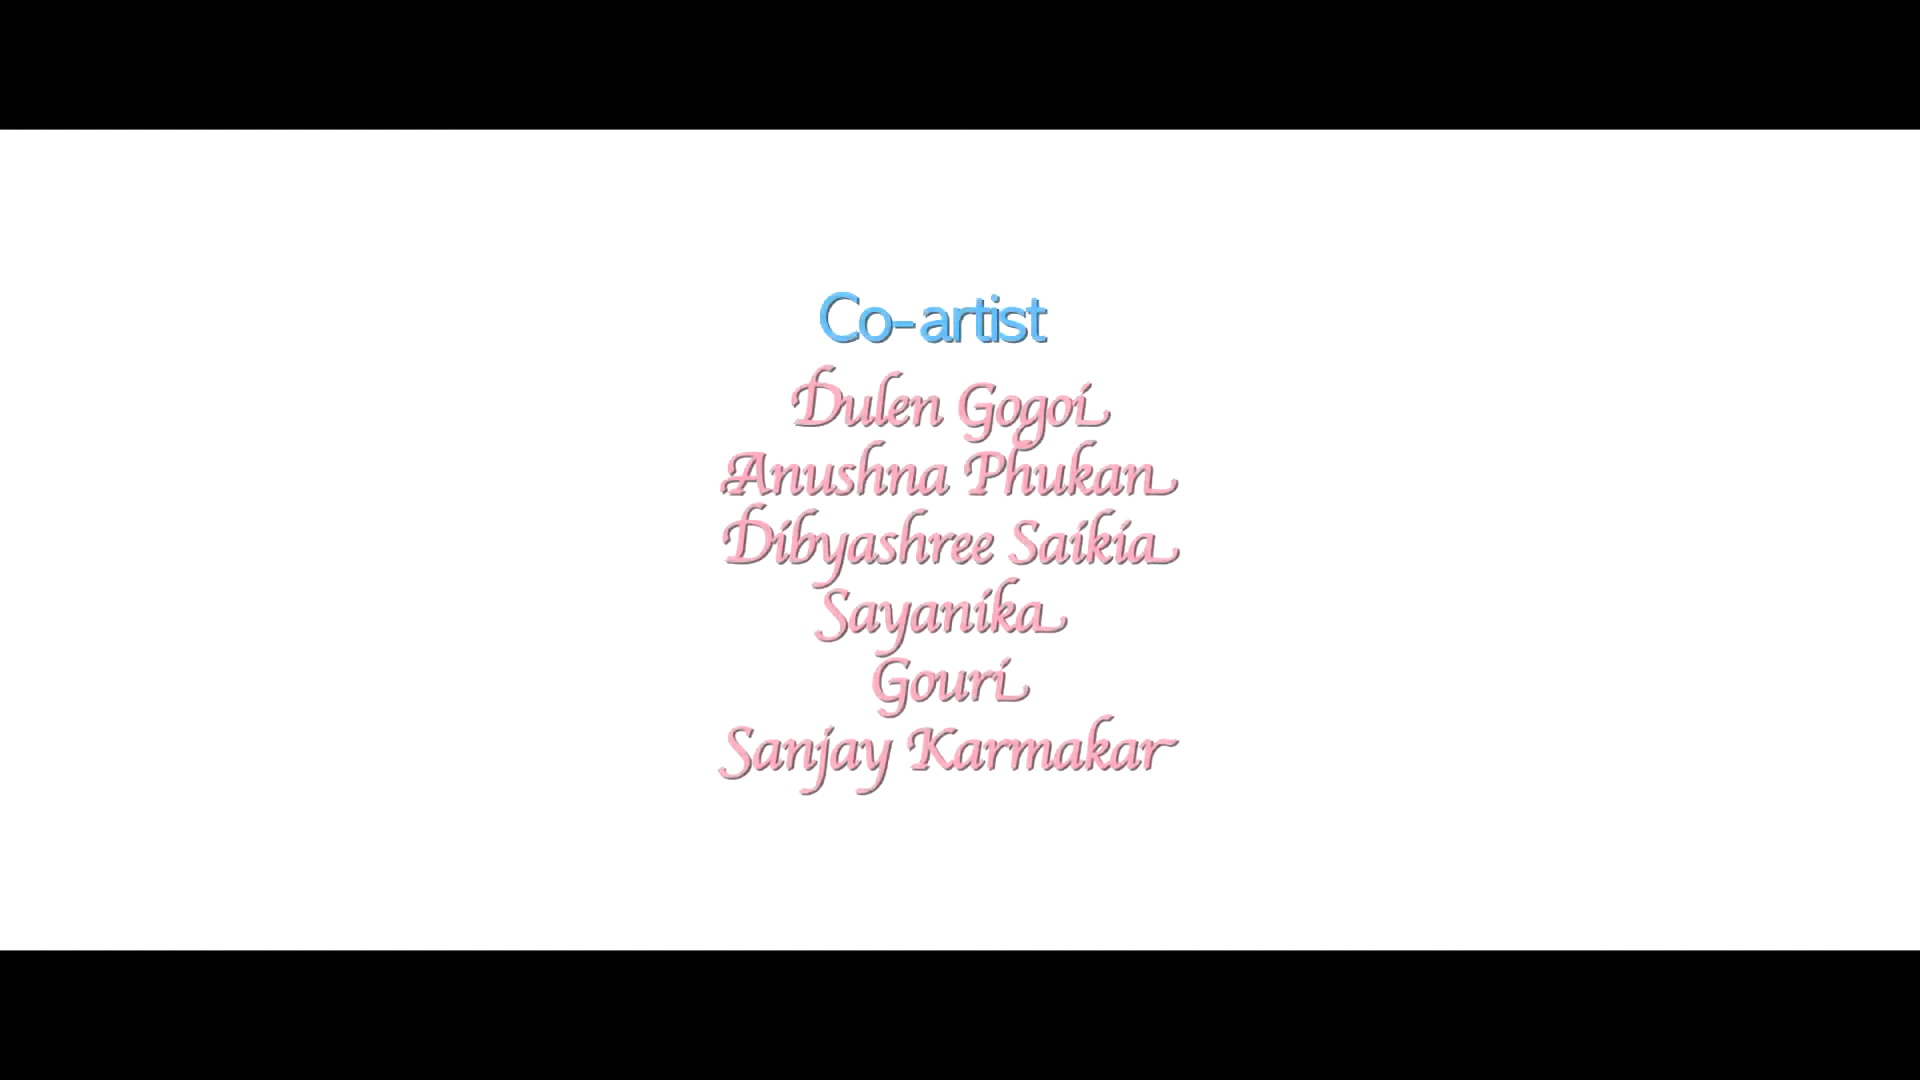 Co-artist
Dulen Gogoi
Anushna Phukan
Dibyashree Saikia
Sayanika
Gouri
Sanjay Karmakar